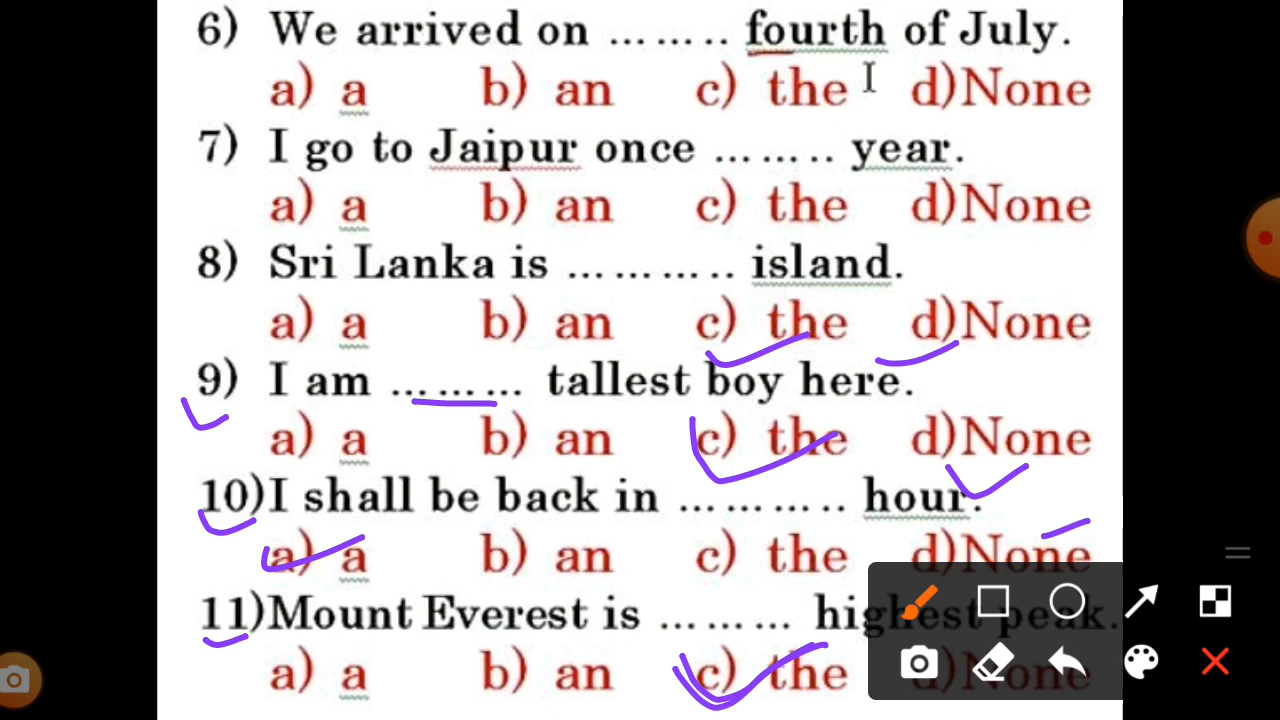 6) We arrived on ... ... .. fourth of July.
a) a b) an c) the d)None
7) I go to Jaipur once ... ... .. year.
a) a b) an c) the d)None
8) Sri Lanka is ... ... ... .. island.
a) a b) an c) the d)None
9) I am ... ... ... tallest boy here.
a) a b) an c) the d)None
10)I shall be back in ... ... ... .. hour.
a) a b) an c) the d)None
11)Mount Everest is ... ... ... highest peak.
a) a b) an c) the d)None